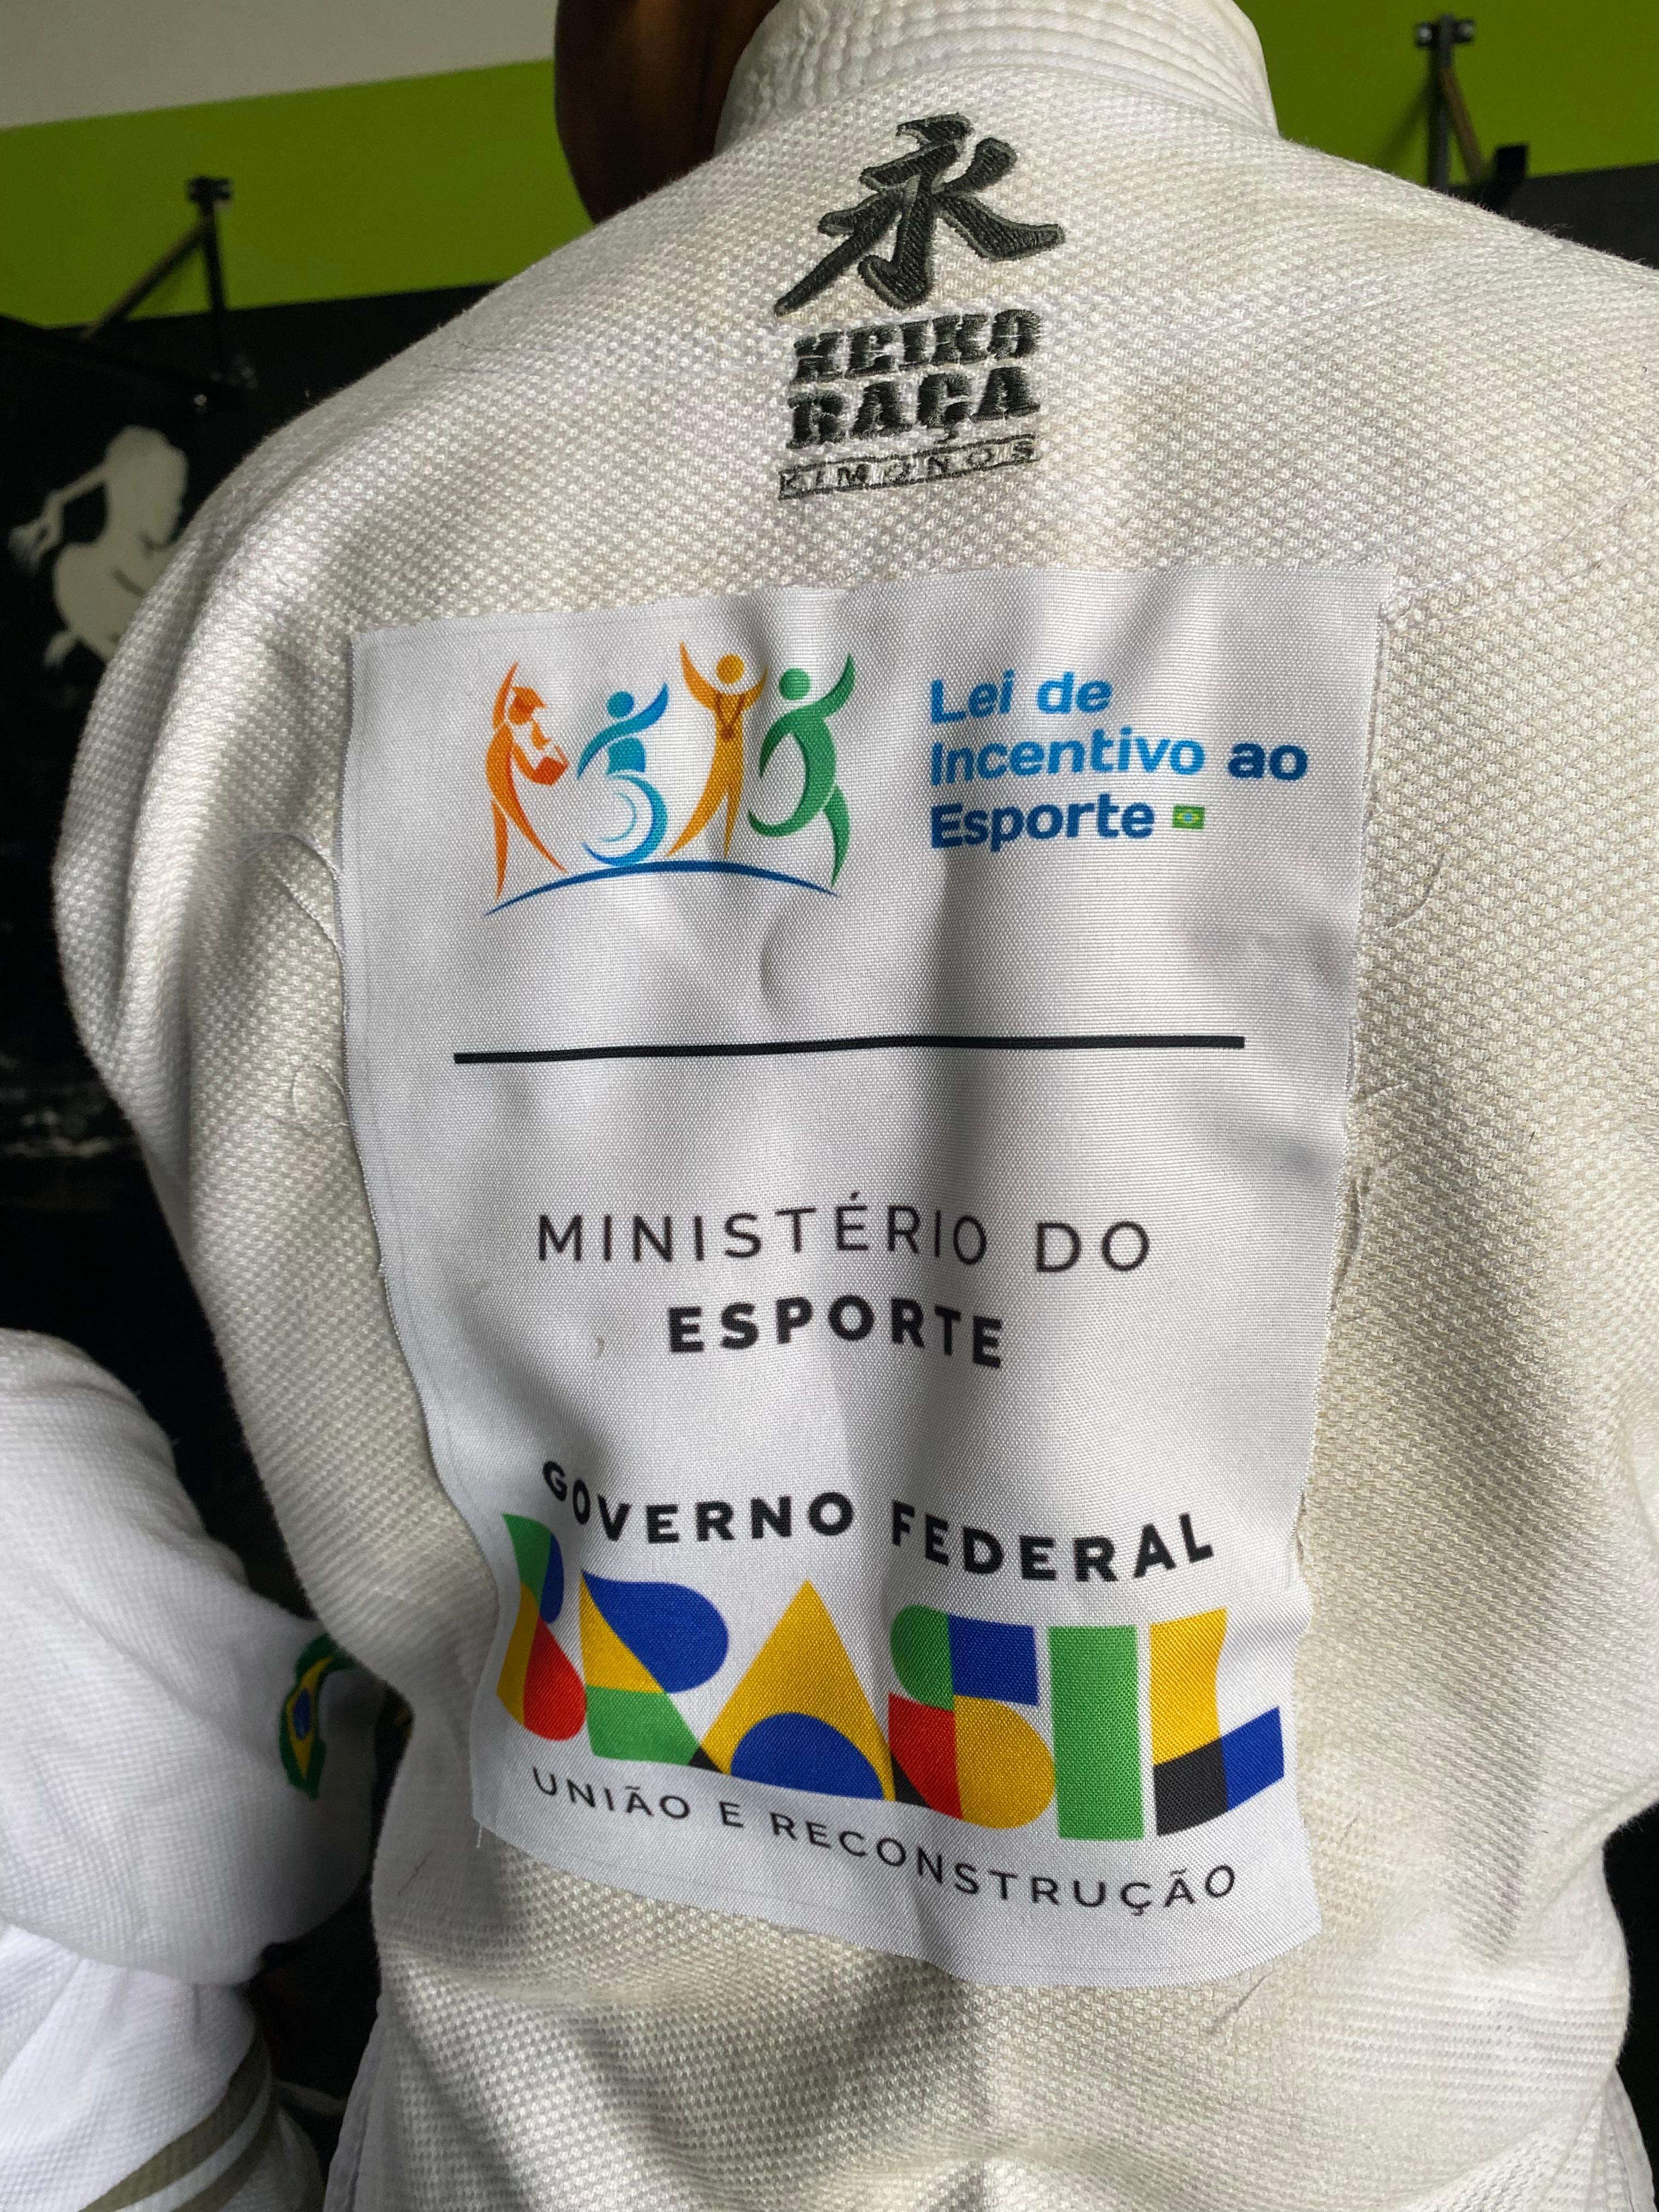 永
KEIKO
RAÇA
KIMONOS
Lei de
Incentivo ao
Esporte
MINISTÉRIO DO
ESPORTE
GOVERNO FEDERAL
BRASIL
UNIÃO E RECONSTRUÇÃO